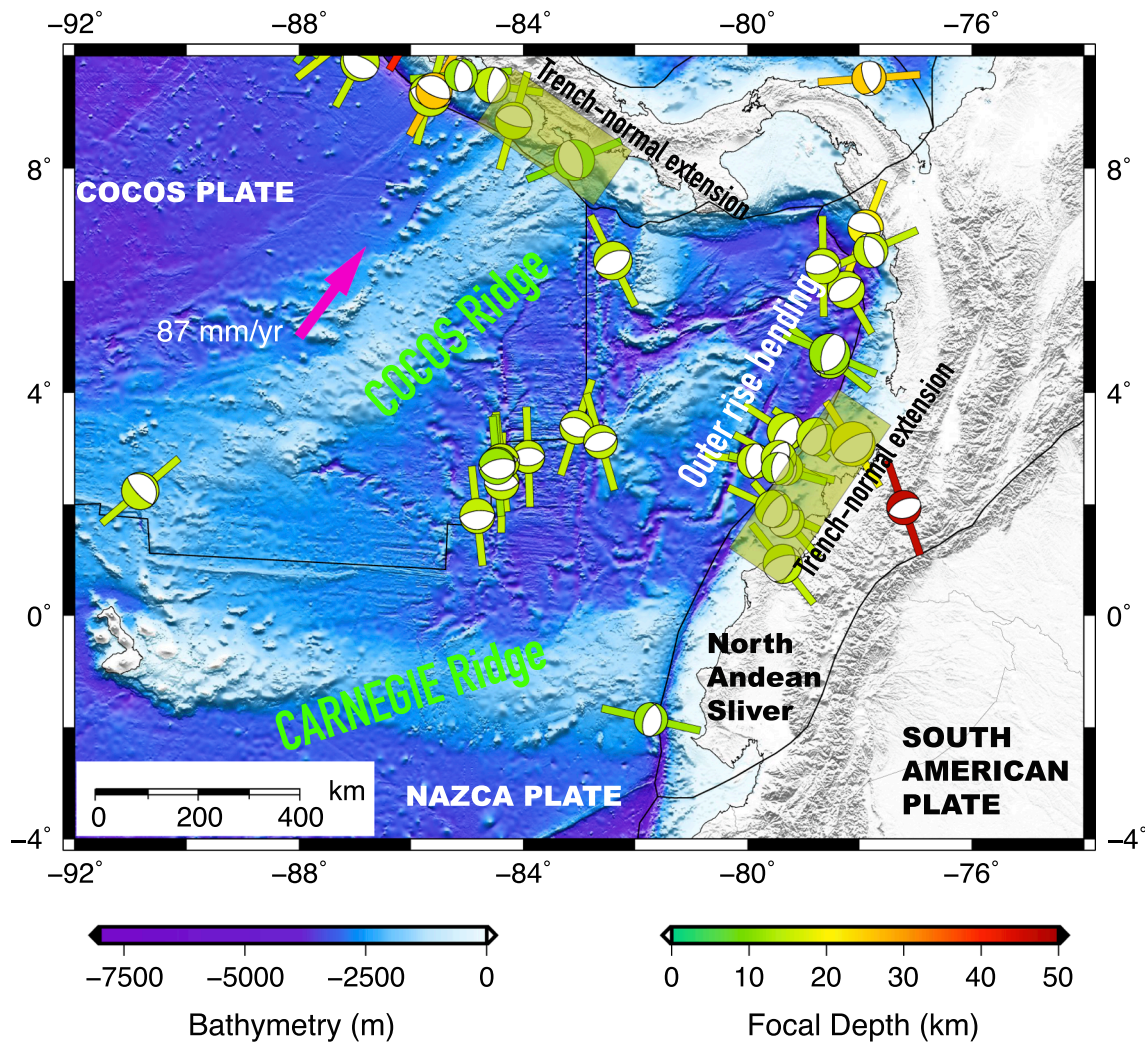 −92˚ −88˚ −84˚ −80˚ −76˚
8˚ 8˚
4˚ 4˚
0˚ 0˚
−4˚ −4˚
−92˚ −88˚ −84˚ −80˚ −76˚
Trench−normal extension
COCOS PLATE
87 mm/yr
COCOS Ridge
Outer rise bending
Trench−normal extension
CARNEGIE Ridge
North
Andean
Sliver
SOUTH
AMERICAN
PLATE
NAZCA PLATE
km
0 200 400
−7500 −5000 −2500 0
Bathymetry (m)
0 10 20 30 40 50
Focal Depth (km)